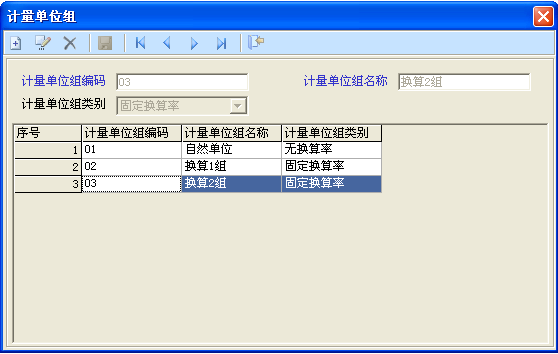 计量单位组
计量单位组编码 03 计量单位组名称 换算2组
计量单位组类别 固定换算率
序号 计量单位组编码 计量单位组名称 计量单位组类别
1 01 自然单位 无换算率
2 02 换算1组 固定换算率
3 03 换算2组 固定换算率